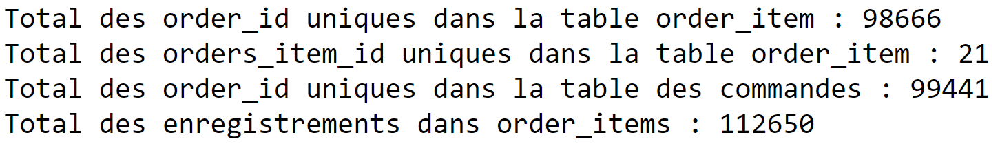 Total des order_id uniques dans la table order_item : 98666
Total des orders_item_id uniques dans la table order_item : 21
Total des order_id uniques dans la table des commandes : 99441
Total des enregistrements dans order_items : 112650